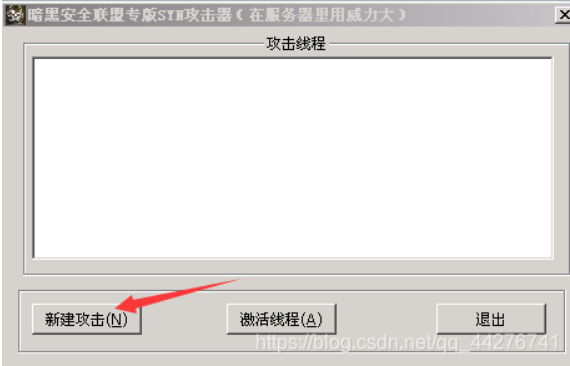 暗黑安全联盟专版SYN攻击器(在服务器里用威力大)
攻击线程
新建攻击(N)
激活线程(A)
退出
https://blog.csdn.net/qq_44276741